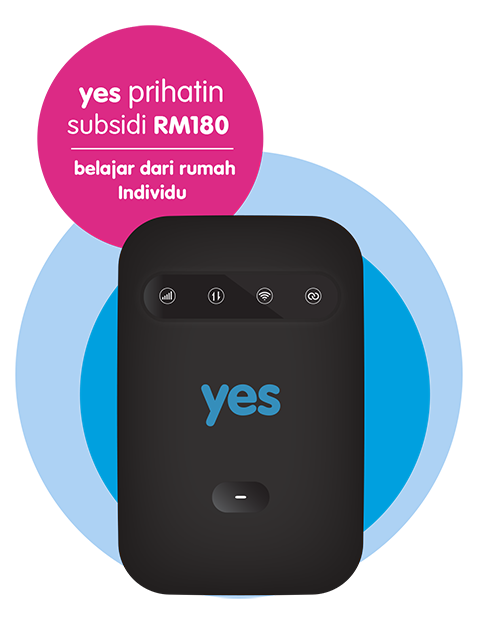 yes prihatin
subsidi RM180
belajar dari rumah
Individu
yes